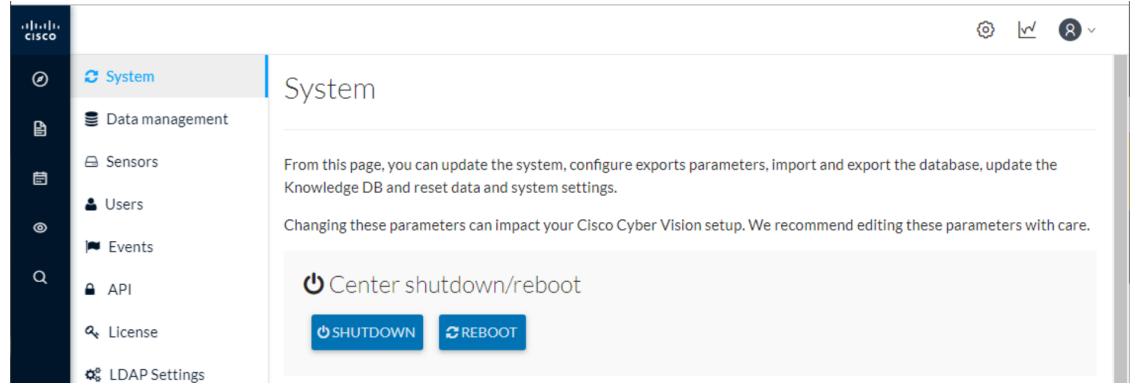 CISCO
System
Data management
Sensors
Users
Events
API
License
LDAP Settings
System
From this page, you can update the system, configure exports parameters, import and export the database, update the
Knowledge DB and reset data and system settings.
Changing these parameters can impact your Cisco Cyber Vision setup. We recommend editing these parameters with care.
Center shutdown/reboot
SHUTDOWN
REBOOT